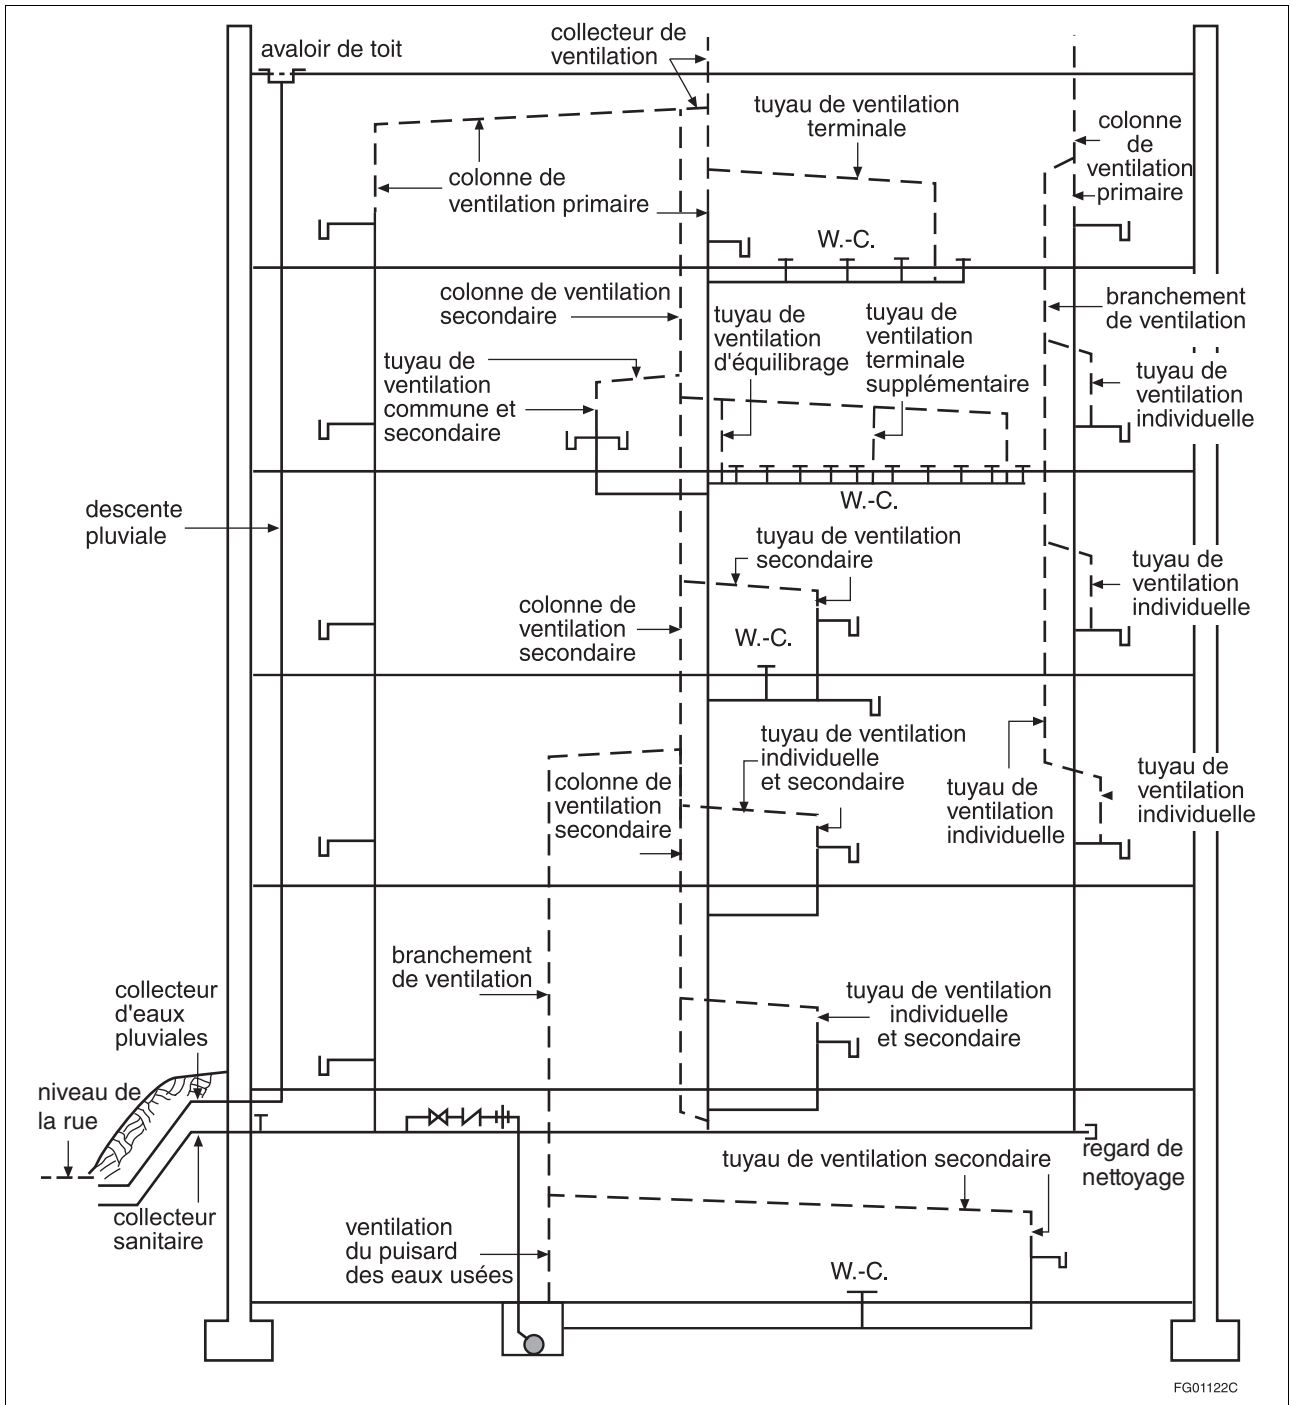 collecteur de
ventilation
avaloir de toit
tuyau de ventilation
terminale
colonne
de
ventilation
primaire
colonne de
ventilation primaire
W.-C.
colonne de ventilation
secondaire
tuyau de
ventilation
d'équilibrage
tuyau de
ventilation
terminale
supplémentaire
branchement
de ventilation
tuyau de
ventilation
commune et
secondaire
tuyau de
ventilation
individuelle
W.-C.
descente
pluviale
tuyau de ventilation
secondaire
tuyau de
ventilation
individuelle
colonne de
ventilation
secondaire
W.-C.
tuyau de ventilation
individuelle
et secondaire
colonne de
ventilation
secondaire
tuyau de
ventilation
individuelle
tuyau de
ventilation
individuelle
branchement
de ventilation
collecteur
d'eaux
pluviales
tuyau de ventilation
individuelle
et secondaire
niveau de
la rue
regard de
nettoyage
tuyau de ventilation secondaire
collecteur
sanitaire
ventilation
du puisard
des eaux usées
W.-C.
FG01122C